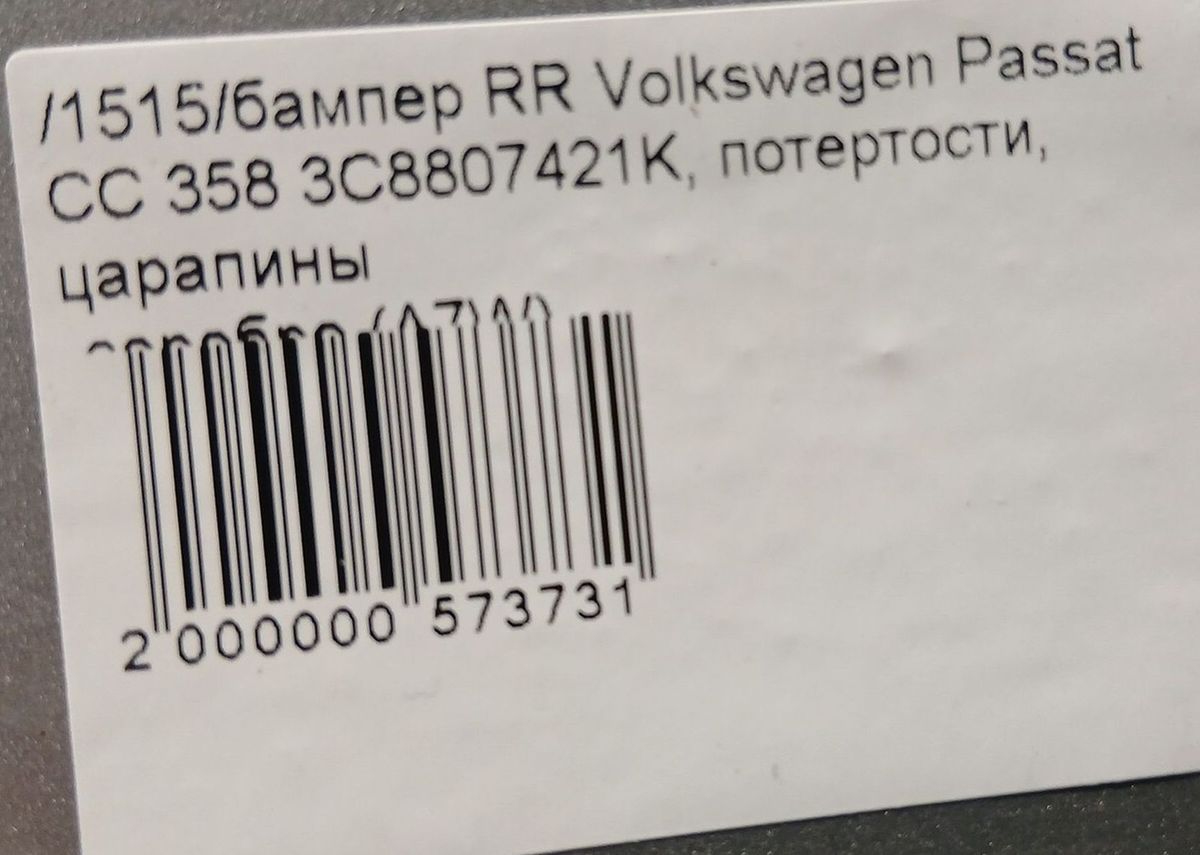 /1515/бампер RR Volkswagen Passat
CC 358 3C8807421K, потертости,
царапины
2 000000 573731